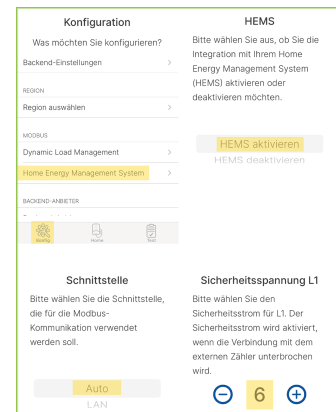 Konfiguration
Was möchten Sie konfigurieren?
Backend-Einstellungen
REGION
Region auswählen
MODBUS
Dynamic Load Management
Home Energy Management System
BACKEND-ANBIETER
Konfig
Home
Test
HEMS
Bitte wählen Sie aus, ob Sie die
Integration mit Ihrem Home
Energy Management System
(HEMS) aktivieren oder
deaktivieren möchten.
HEMS aktivieren
HEMS deaktivieren
Schnittstelle
Bitte wählen Sie die Schnittstelle,
die für die Modbus-
Kommunikation verwendet
werden soll.
Auto
LAN
Sicherheitsspannung L1
Bitte wählen Sie den
Sicherheitsstrom für L1. Der
Sicherheitsstrom wird aktiviert,
wenn die Verbindung mit dem
externen Zähler unterbrochen
wird.
6